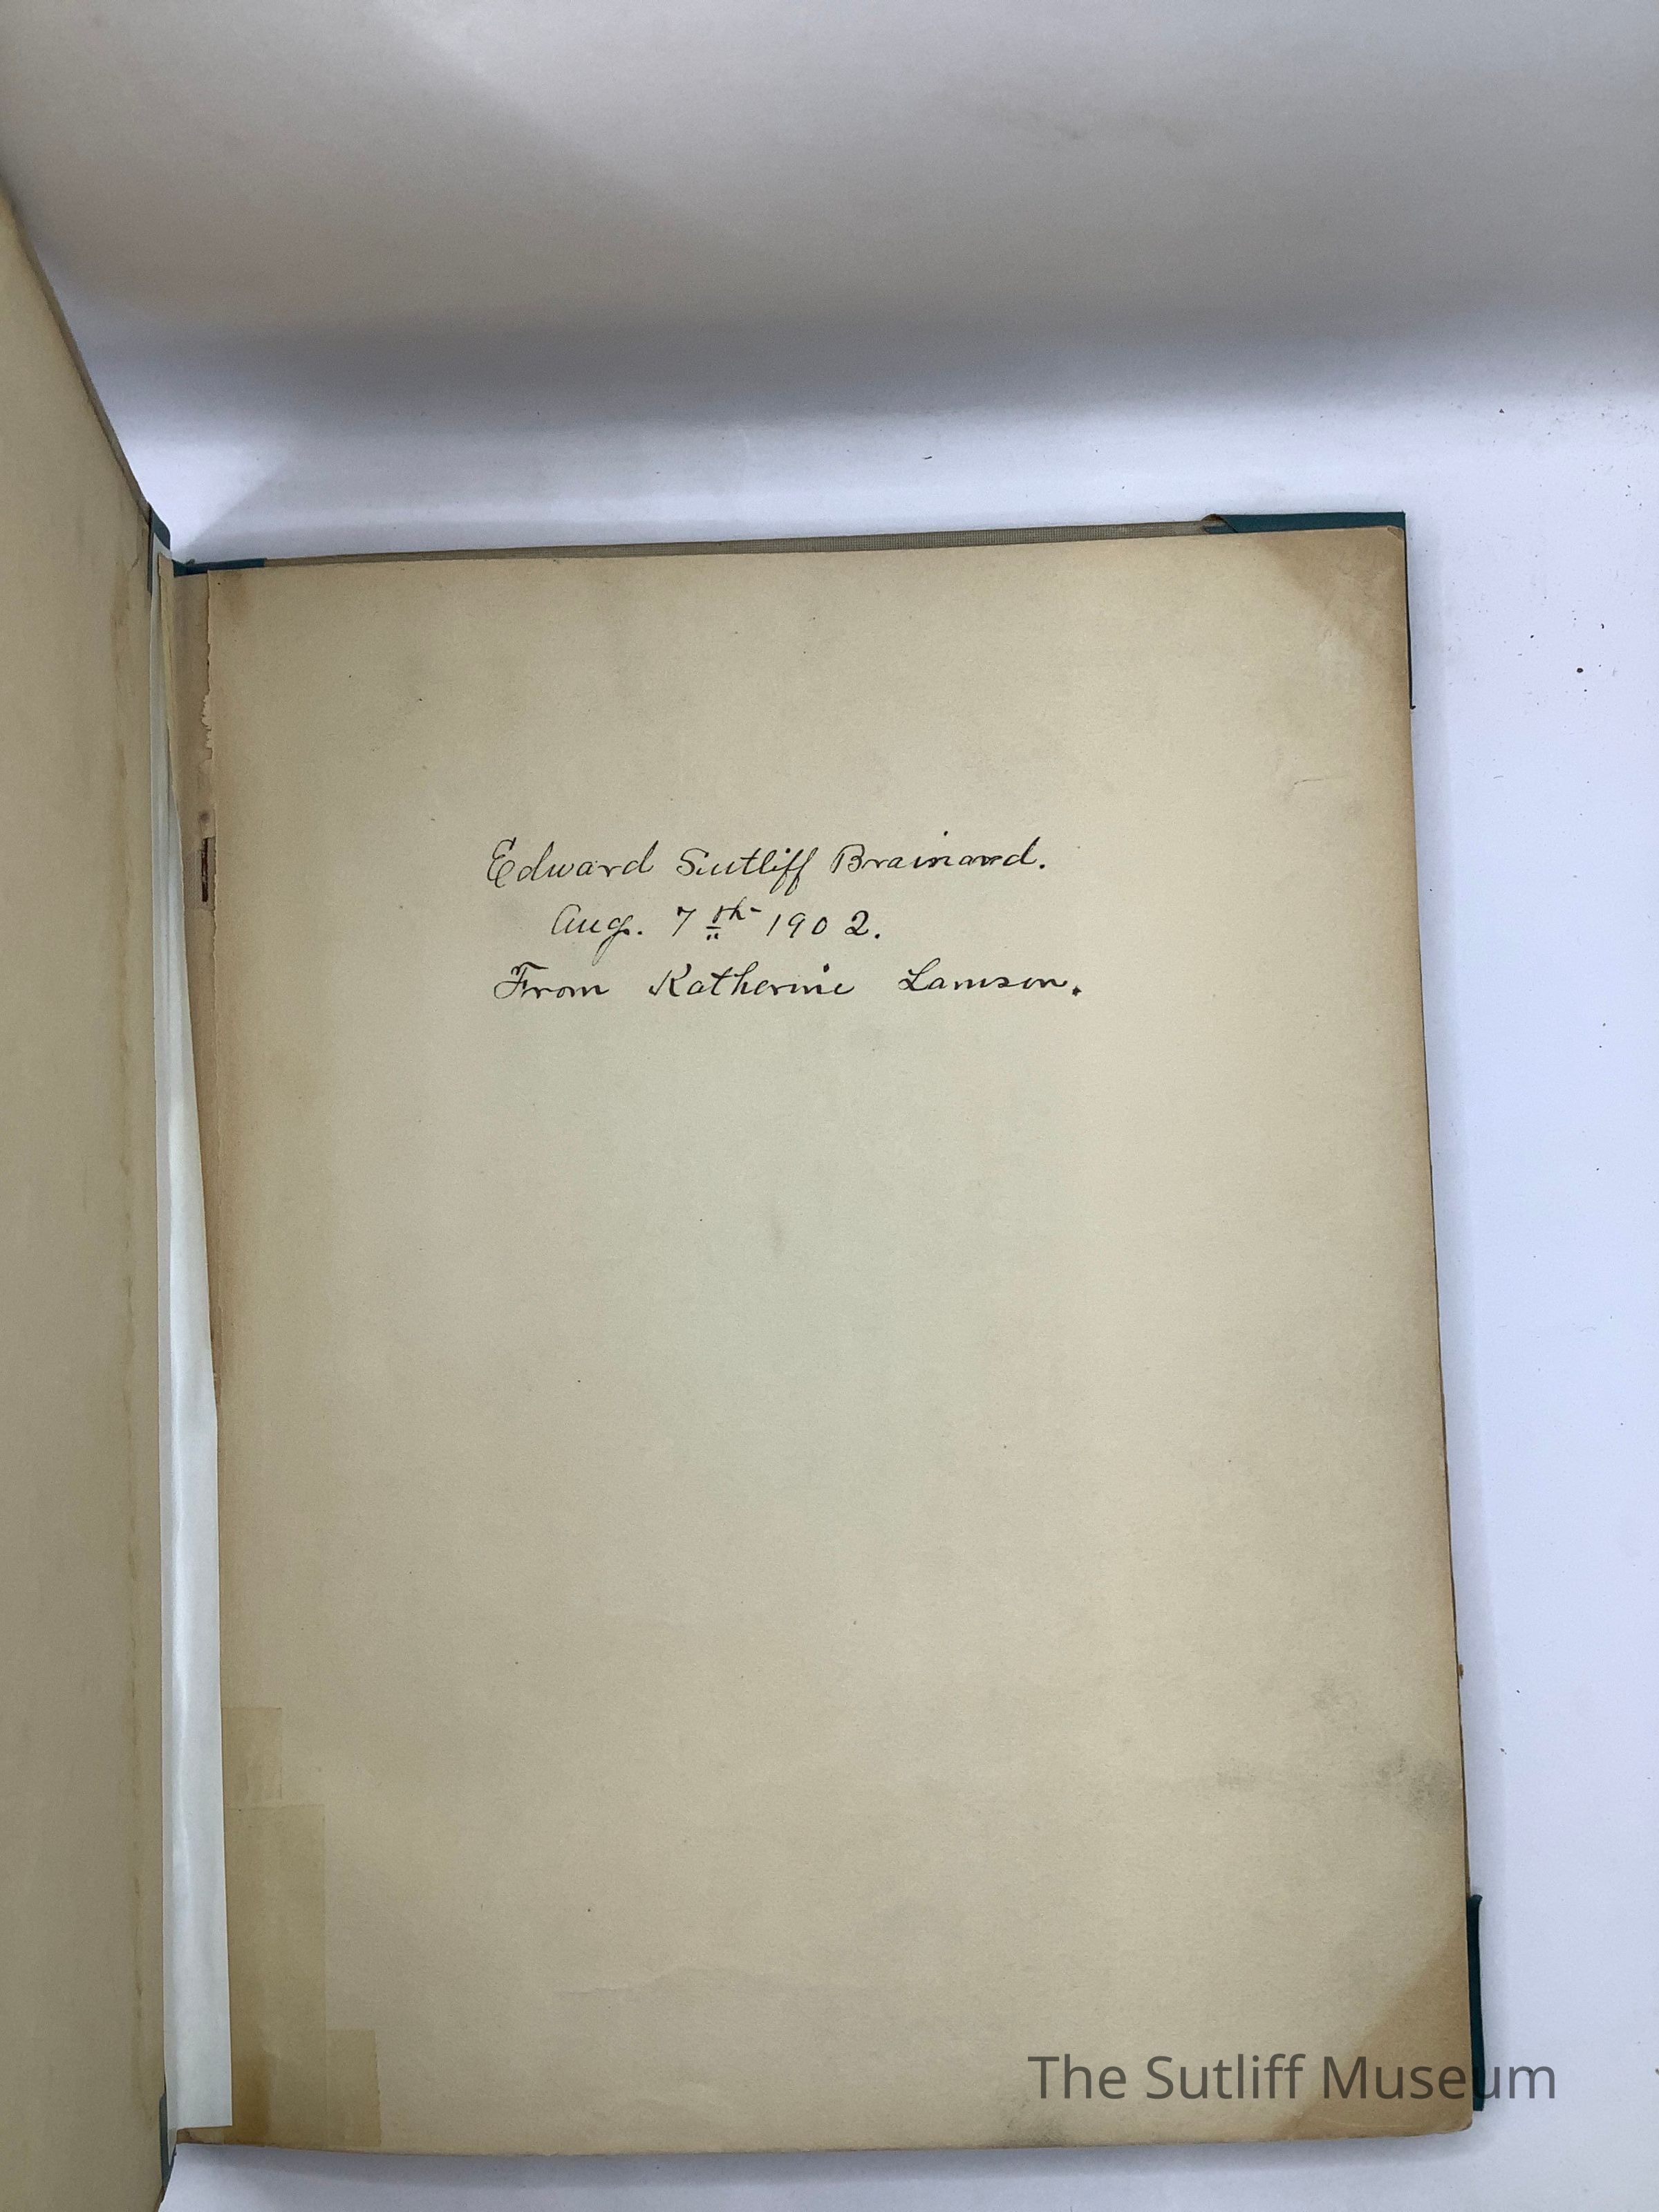 Edward Sutliff Brainard.
Aug. 7th 1902.
From Katherine Lamson.
The Sutliff Museum